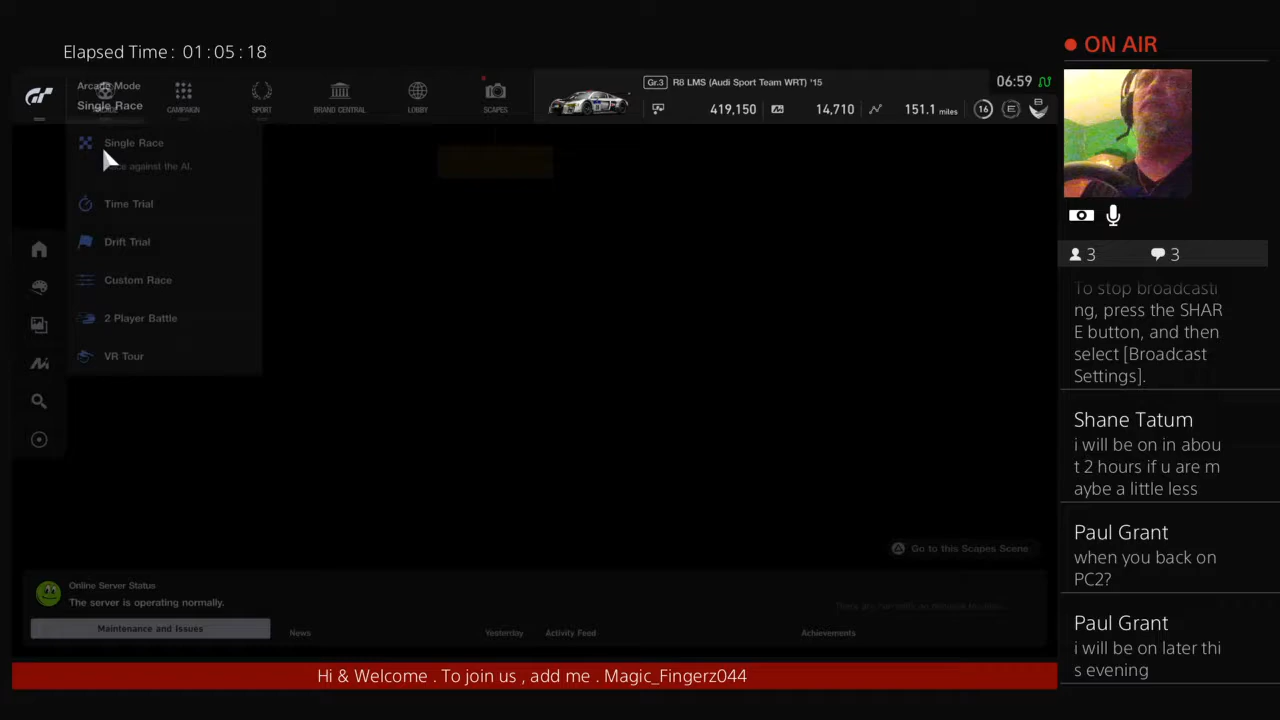 Elapsed Time : 01:05:18
ON AIR
Arcade Mode
Single Race
CAMPAIGN
SPORT
BRAND CENTRAL
LOBBY
SCAPES
Gr.3 R8 LMS (Audi Sport Team WRT) '15
419,150
14,710
151.1 miles
16
E
B
06:59
Single Race
against the AI.
Time Trial
Drift Trial
Custom Race
2 Player Battle
VR Tour
Go to this Scapes Scene
Online Server Status
The server is operating normally.
Maintenance and Issues
News
Yesterday
Activity Feed
Achievements
Hi & Welcome . To join us , add me . Magic_Fingerz044
3
3
To stop broadcasti
ng, press the SHAR
E button, and then
select [Broadcast
Settings].
Shane Tatum
i will be on in abou
t 2 hours if u are m
aybe a little less
Paul Grant
when you back on
PC2?
Paul Grant
i will be on later thi
s evening